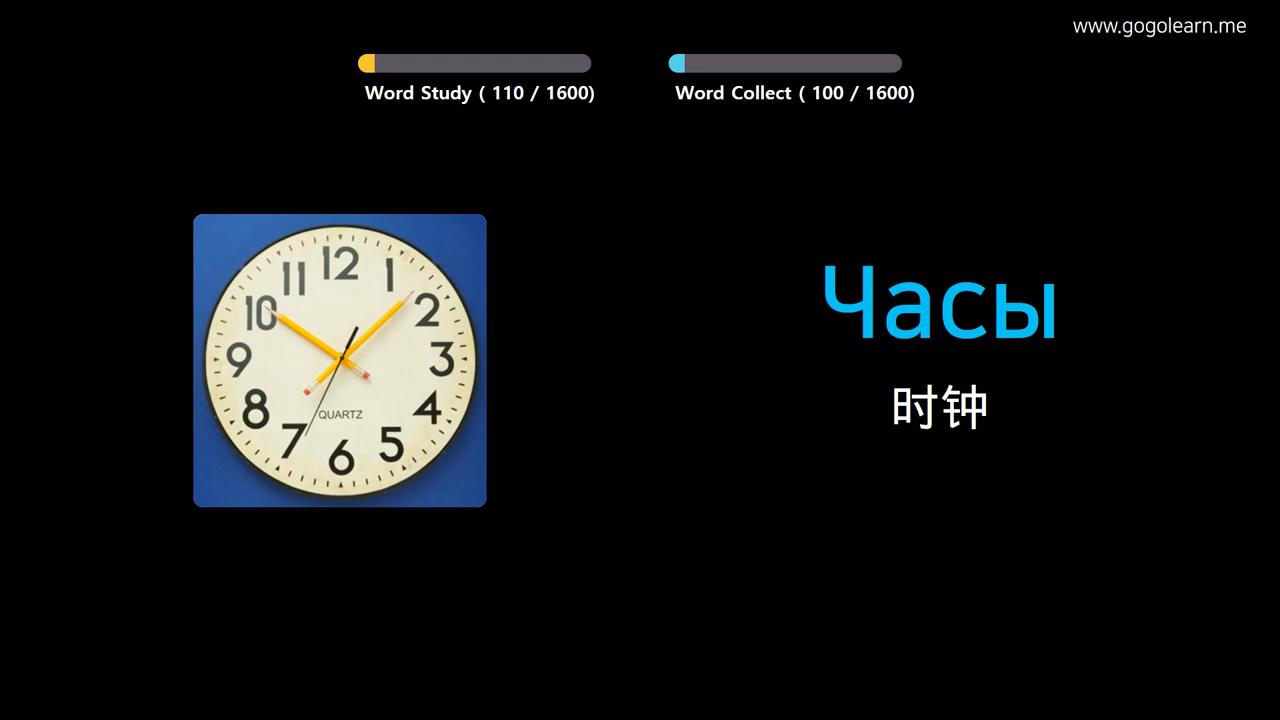 www.gogolearn.me
Word Study ( 110 / 1600)
Word Collect ( 100 / 1600)
12
11
1
10
2
9
3
8
4
QUARTZ
7
5
6
Часы
时钟